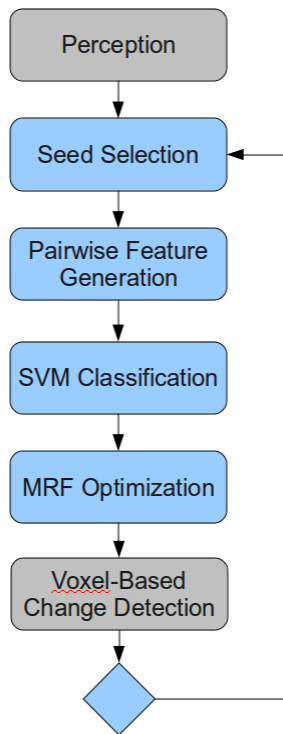 Perception
Seed Selection
Pairwise Feature
Generation
SVM Classification
MRF Optimization
Voxel-Based
Change Detection